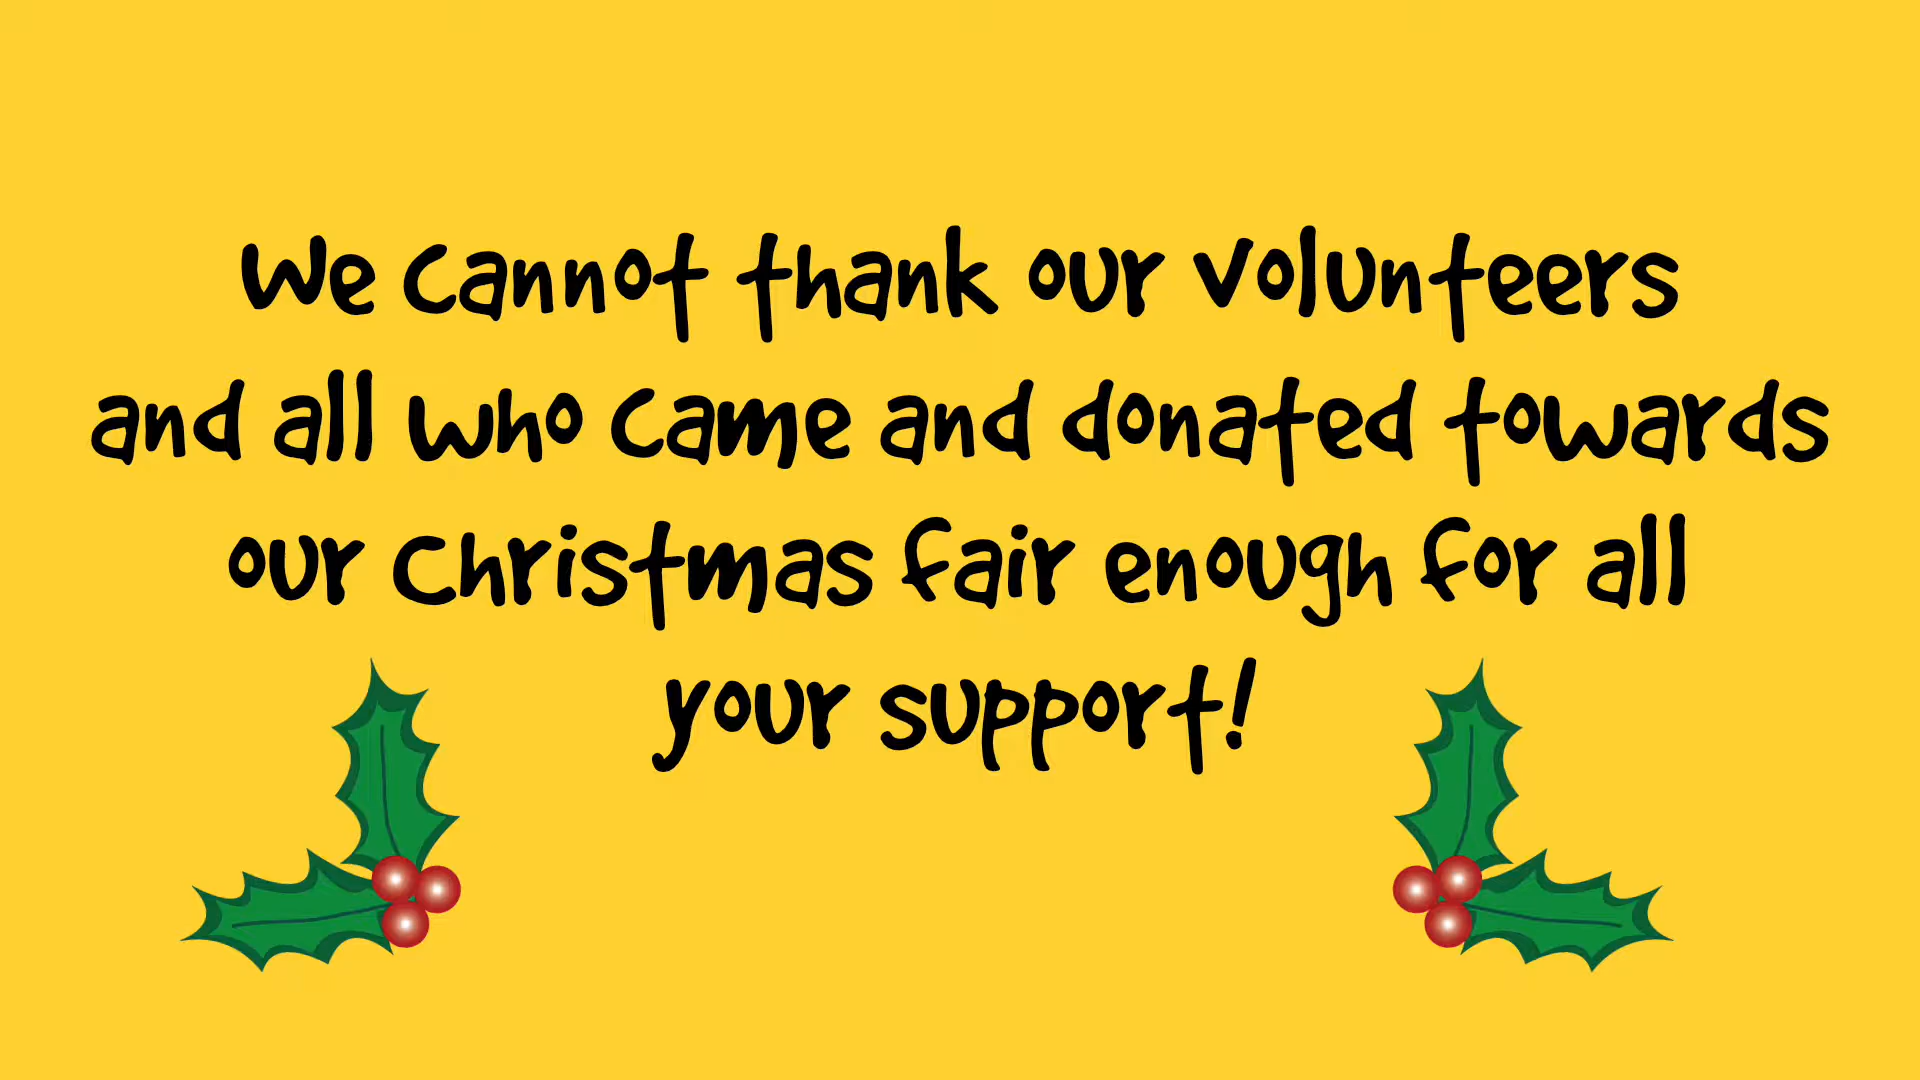 We cannot thank our volunteers
and all who came and donated towards
our Christmas fair enough for all
your support!